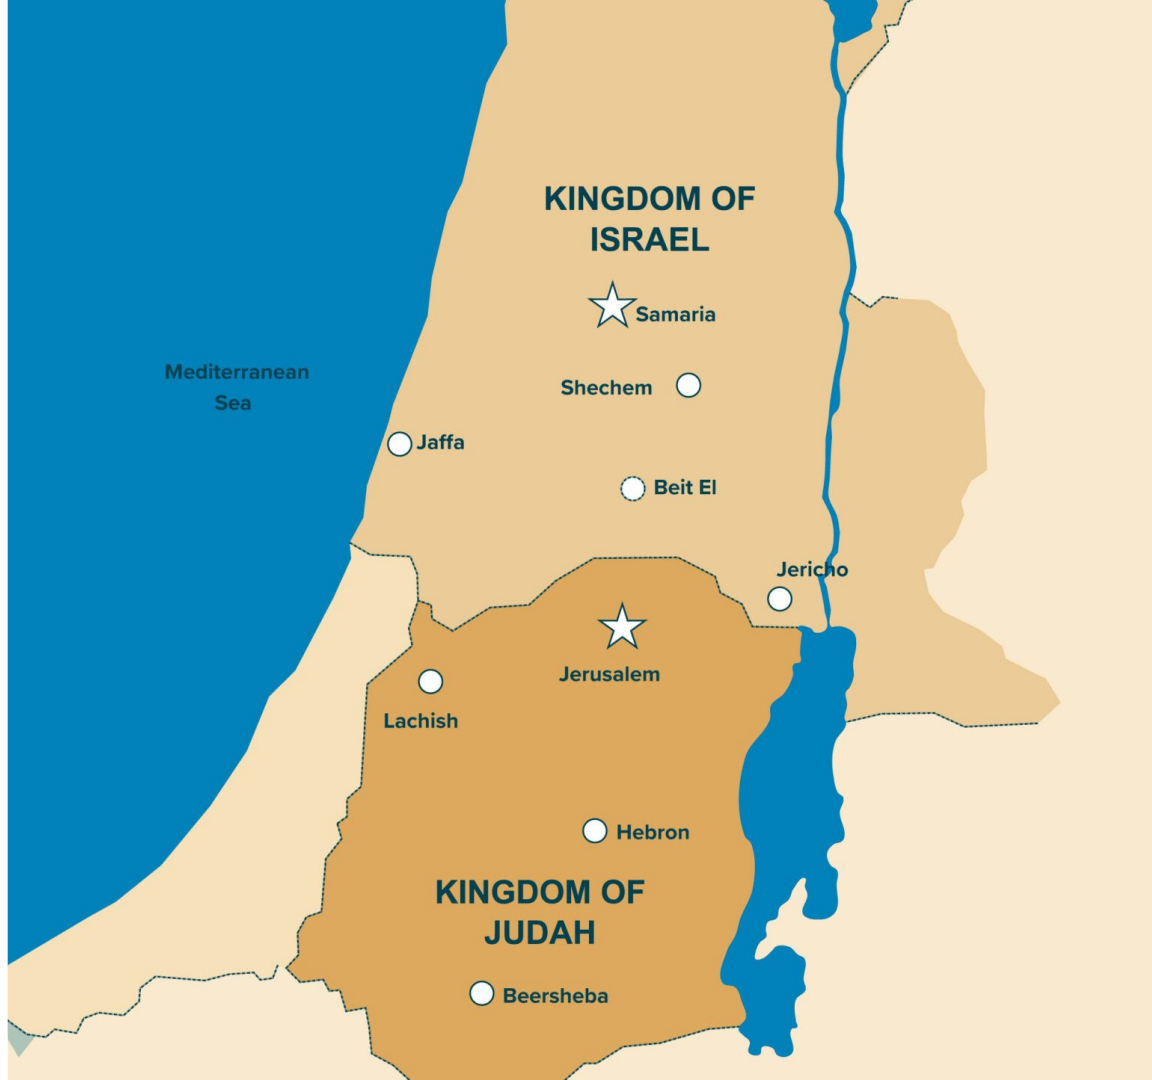 KINGDOM OF
ISRAEL
Samaria
Mediterranean
Sea
Shechem
Jaffa
Beit El
Jericho
Jerusalem
Lachish
Hebron
KINGDOM OF
JUDAH
Beersheba